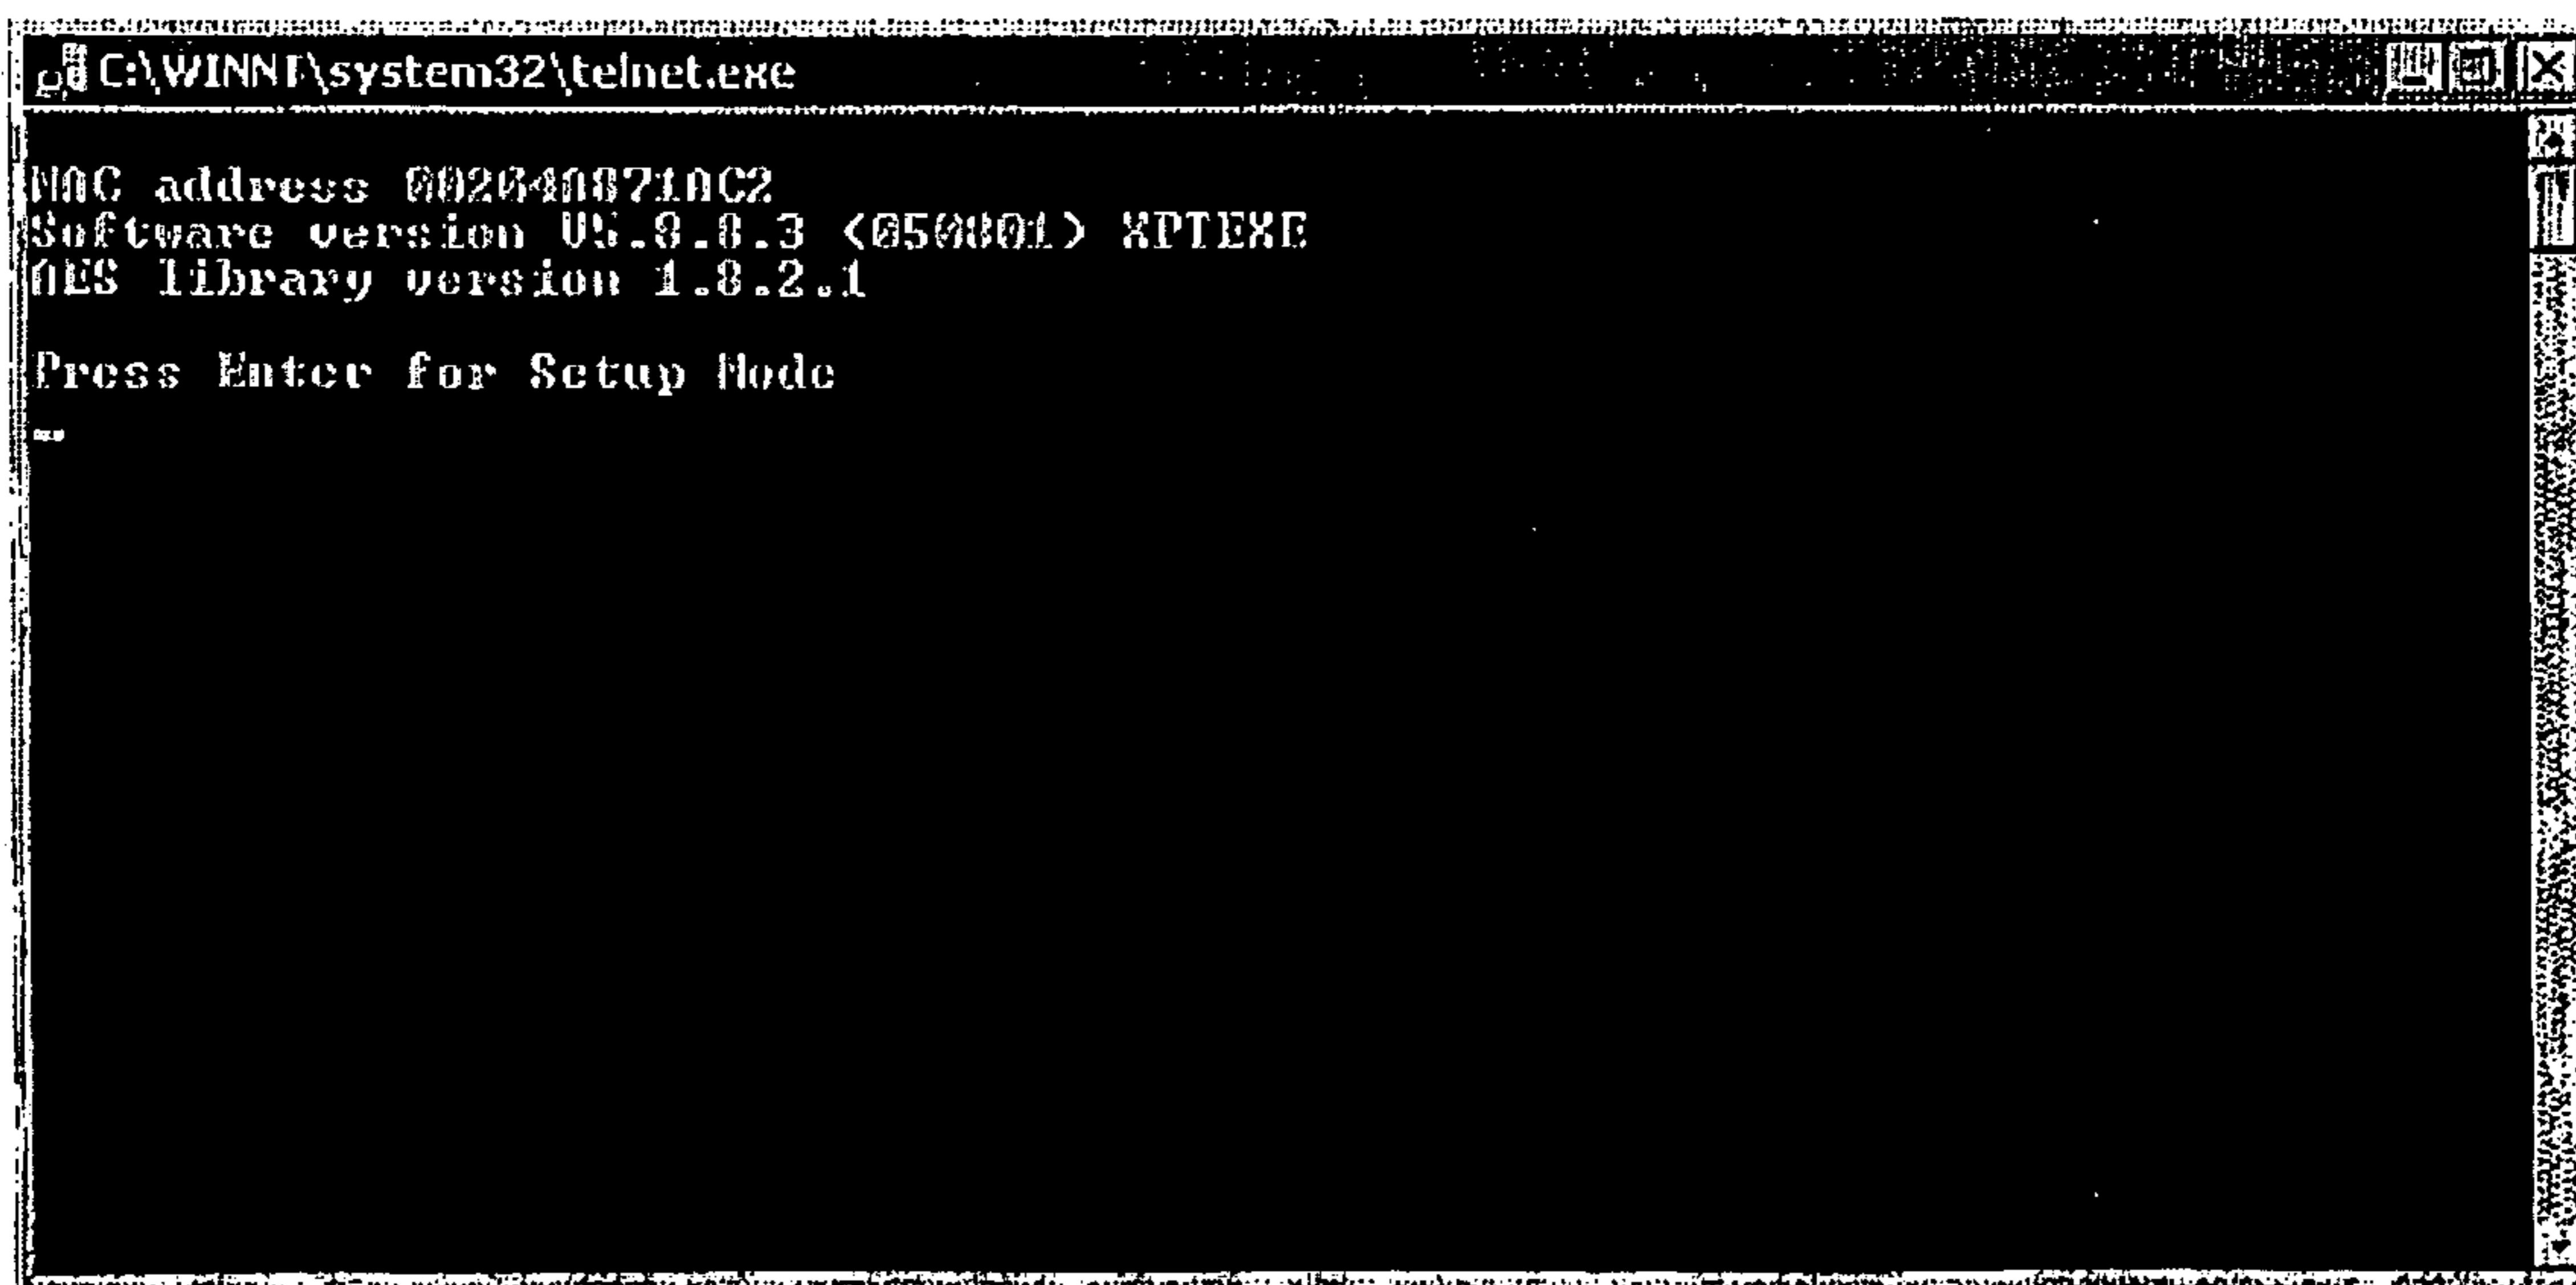 C:\WINNT\system32\telnet.exe
MAC address 00204A871AC2
Software version V5.8.8.3 (050801) XPTEXE
AES library version 1.8.2.1
Press Enter for Setup Mode